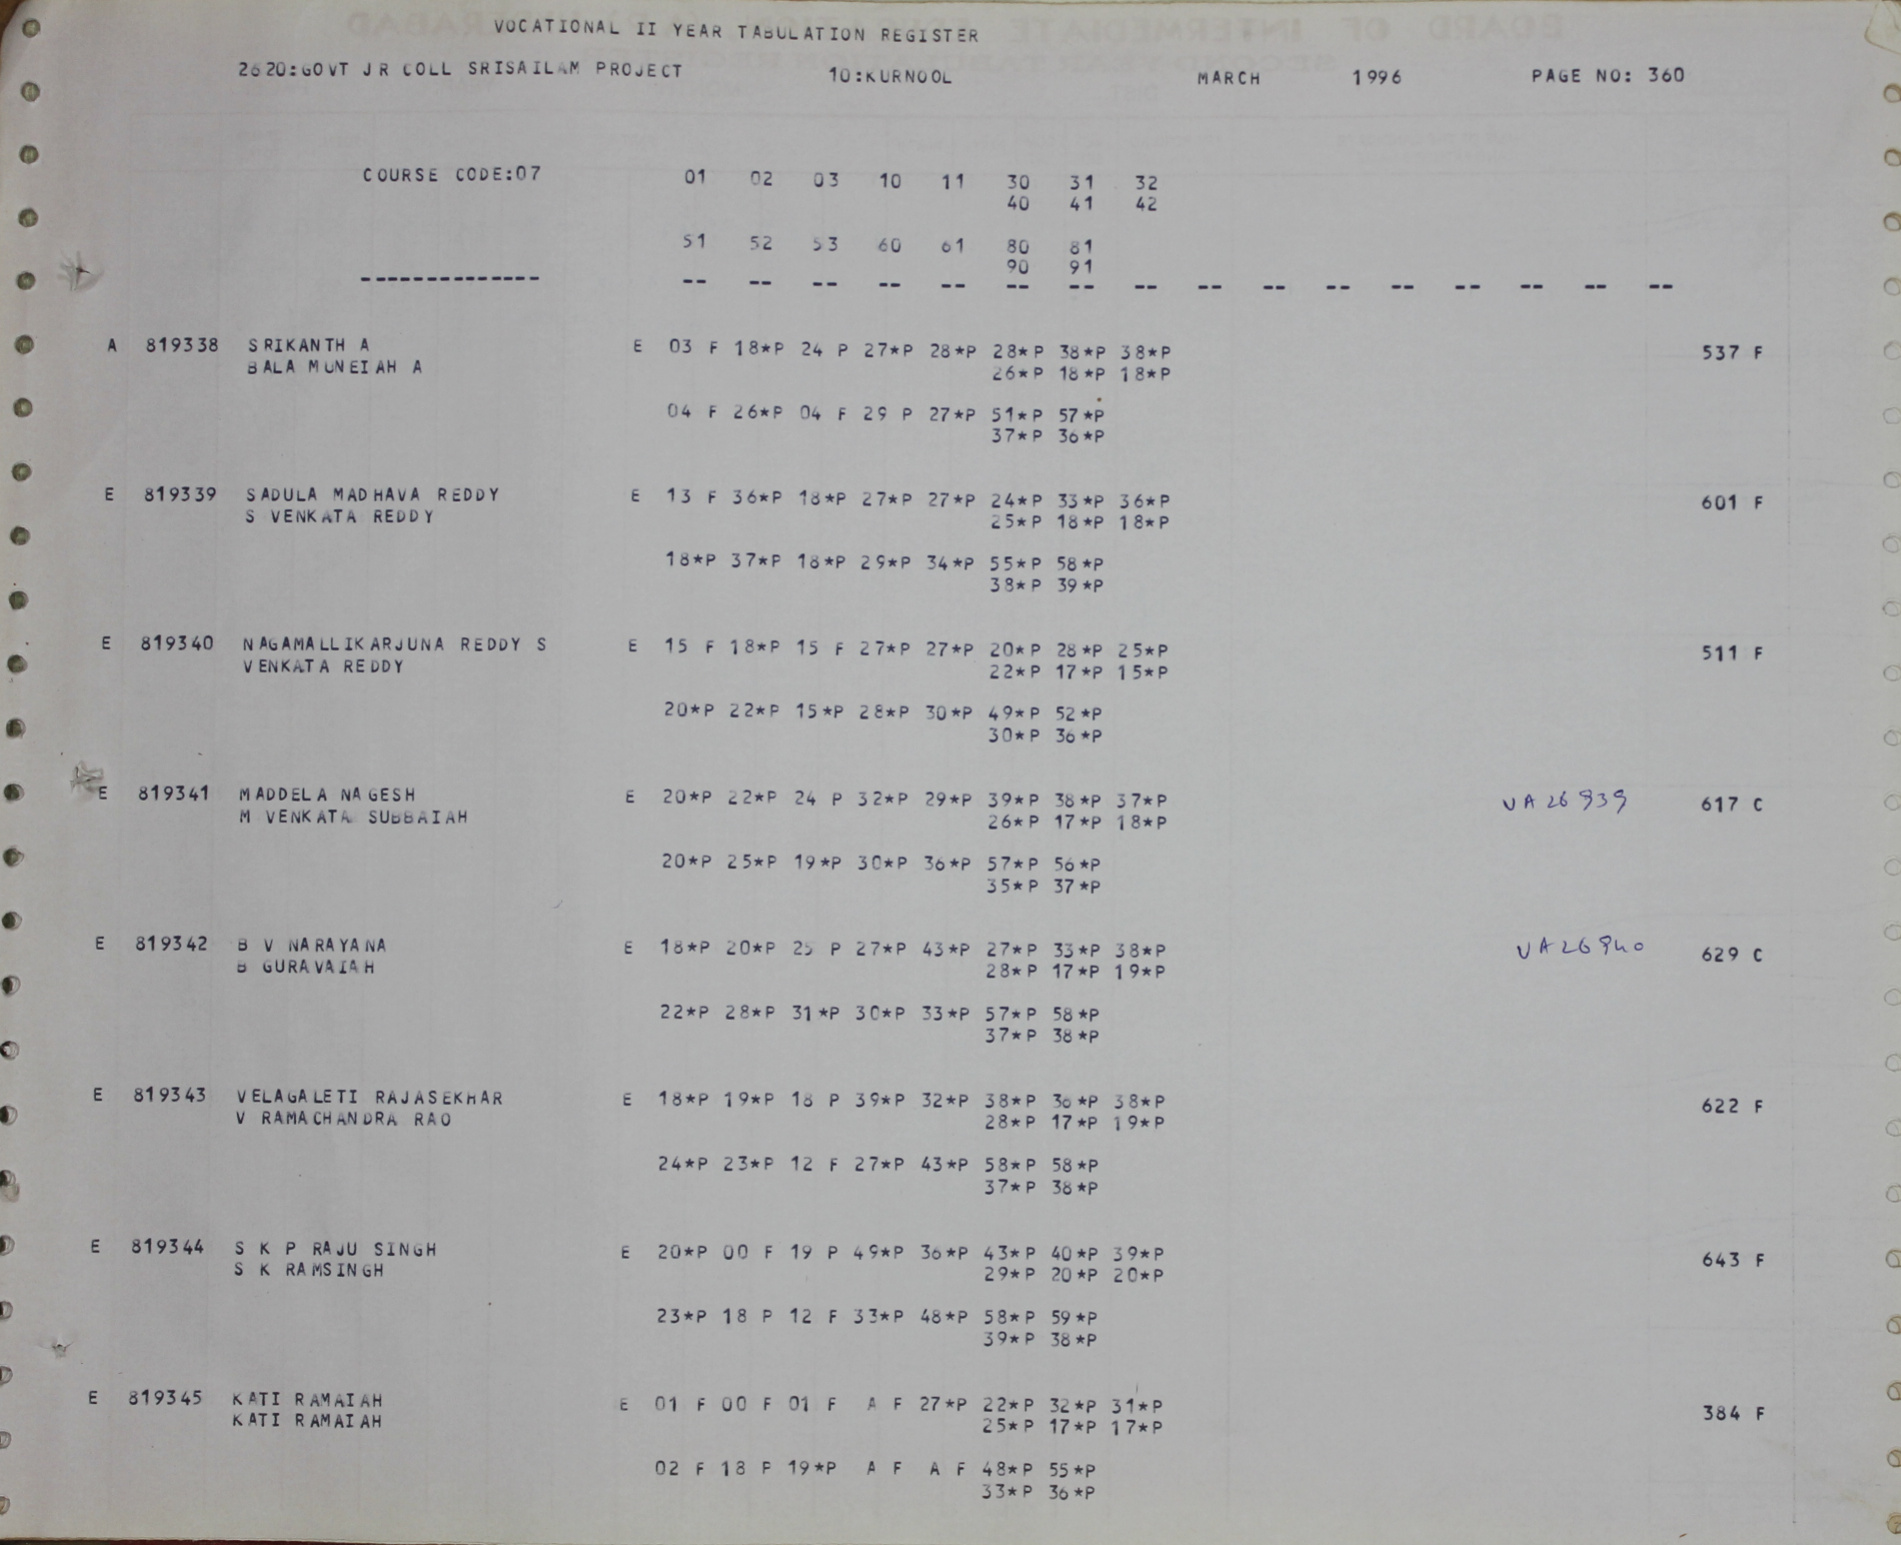 VOCATIONAL II YEAR TABULATION REGISTER
2620:GOVT JR COLL SRISAILAM PROJECT 10:KURNOOL MARCH 1996 PAGE NO: 360
COURSE CODE:07 01 02 03 10 11 30 31 32
40 41 42
51 52 53 60 61 80 81
90 91
-------------- -- -- -- -- -- -- -- -- -- -- -- -- -- -- -- --
A 819338 SRIKANTH A E 03 F 18*P 24 P 27*P 28*P 28*P 38*P 38*P 537 F
BALA MUNEIAH A 26*P 18*P 18*P
04 F 26*P 04 F 29 P 27*P 51*P 57*P
37*P 36*P
E 819339 SADULA MADHAVA REDDY E 13 F 36*P 18*P 27*P 27*P 24*P 33*P 36*P 601 F
S VENKATA REDDY 25*P 18*P 18*P
18*P 37*P 18*P 29*P 34*P 55*P 58*P
38*P 39*P
E 819340 NAGAMALLIKARJUNA REDDY S E 15 F 18*P 15 F 27*P 27*P 20*P 28*P 25*P 511 F
VENKATA REDDY 22*P 17*P 15*P
20*P 22*P 15*P 28*P 30*P 49*P 52*P
30*P 36*P
E 819341 MADDELA NAGESH E 20*P 22*P 24 P 32*P 29*P 39*P 38*P 37*P VA26939 617 C
M VENKATA SUBBAIAH 26*P 17*P 18*P
20*P 25*P 19*P 30*P 36*P 57*P 56*P
35*P 37*P
E 819342 B V NARAYANA E 18*P 20*P 25 P 27*P 43*P 27*P 33*P 38*P VA26940 629 C
B GURAVAIAH 28*P 17*P 19*P
22*P 28*P 31*P 30*P 33*P 57*P 58*P
37*P 38*P
E 819343 VELAGALETI RAJASEKHAR E 18*P 19*P 18 P 39*P 32*P 38*P 36*P 38*P 622 F
V RAMACHANDRA RAO 28*P 17*P 19*P
24*P 23*P 12 F 27*P 43*P 58*P 58*P
37*P 38*P
E 819344 S K P RAJU SINGH E 20*P 00 F 19 P 49*P 36*P 43*P 40*P 39*P 643 F
S K RAMSINGH 29*P 20*P 20*P
23*P 18 P 12 F 33*P 48*P 58*P 59*P
39*P 38*P
E 819345 KATI RAMAIAH E 01 F 00 F 01 F A F 27*P 22*P 32*P 31*P 384 F
KATI RAMAIAH 25*P 17*P 17*P
02 F 18 P 19*P A F A F 48*P 55*P
33*P 36*P